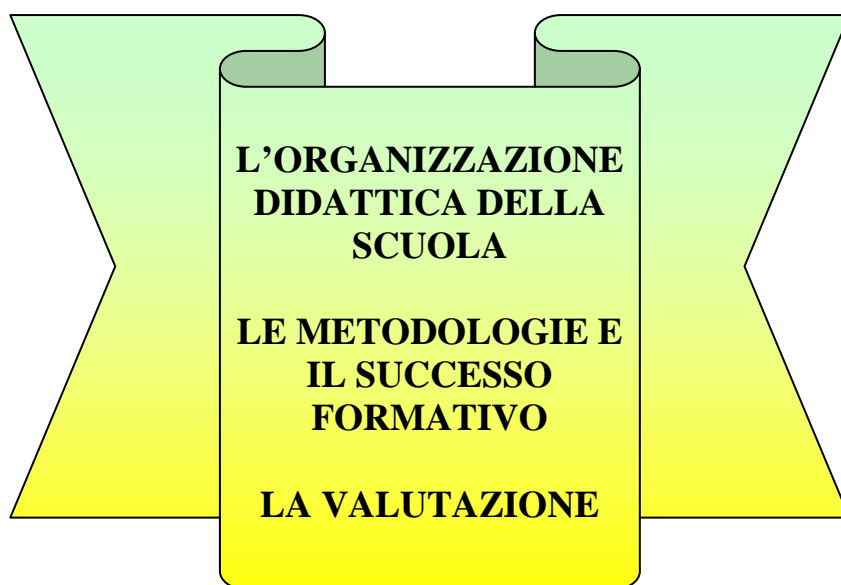 L’ORGANIZZAZIONE
DIDATTICA DELLA
SCUOLA
LE METODOLOGIE E
IL SUCCESSO
FORMATIVO
LA VALUTAZIONE